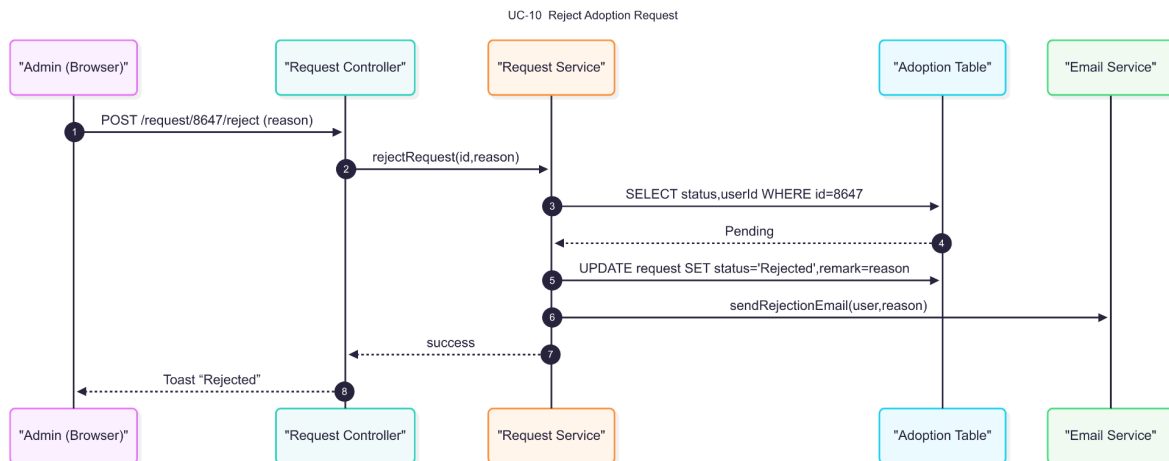 UC-10 Reject Adoption Request
"Admin (Browser)"
"Request Controller"
"Request Service"
"Adoption Table"
"Email Service"
1
POST /request/8647/reject (reason)
2
rejectRequest(id,reason)
3
SELECT status,userId WHERE id=8647
Pending
4
5
UPDATE request SET status='Rejected',remark=reason
6
sendRejectionEmail(user,reason)
success
7
Toast “Rejected”
8
"Admin (Browser)"
"Request Controller"
"Request Service"
"Adoption Table"
"Email Service"